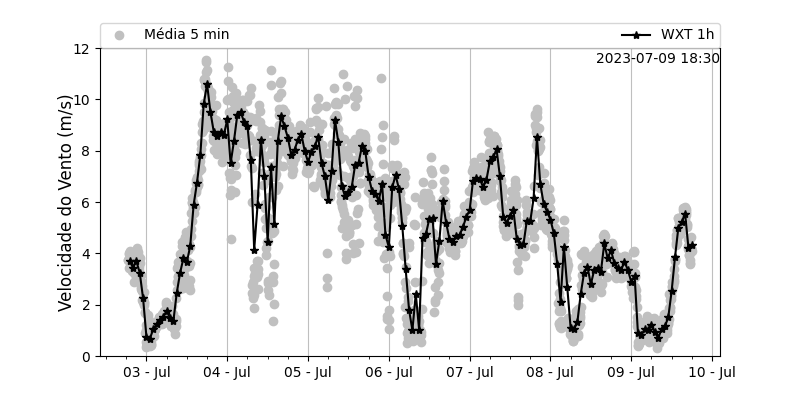 Média 5 min
WXT 1h
2023-07-09 18:30
Velocidade do Vento (m/s)
12
10
8
6
4
2
0
03 - Jul
04 - Jul
05 - Jul
06 - Jul
07 - Jul
08 - Jul
09 - Jul
10 - Jul